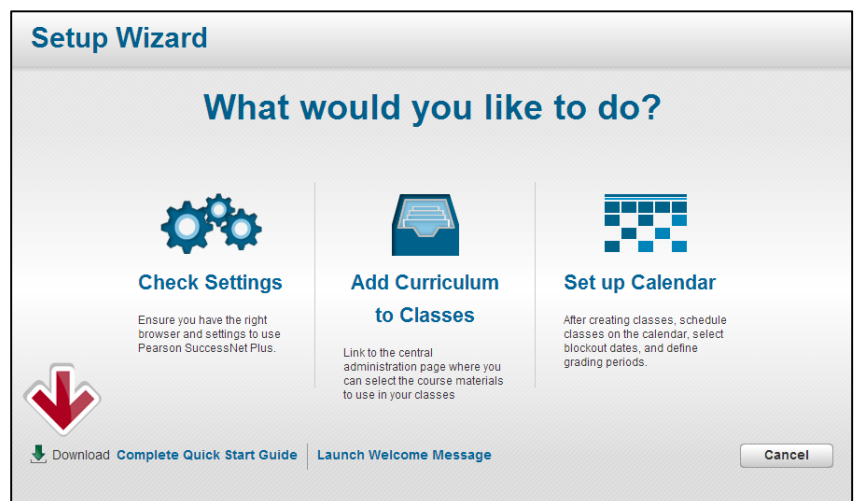 Setup Wizard
What would you like to do?
Check Settings
Ensure you have the right
browser and settings to use
Pearson SuccessNet Plus.
Add Curriculum
to Classes
Link to the central
administration page where you
can select the course materials
to use in your classes
Set up Calendar
After creating classes, schedule
classes on the calendar, select
blockout dates, and define
grading periods.
Download Complete Quick Start Guide
Launch Welcome Message
Cancel